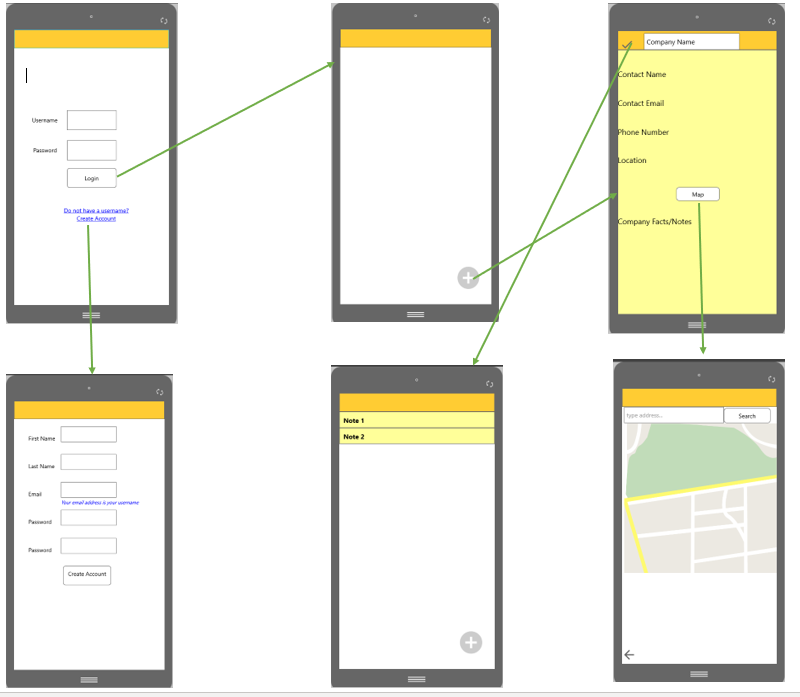 Username
Password
Login
Do not have a username?
Create Account
Company Name
Contact Name
Contact Email
Phone Number
Location
Map
Company Facts/Notes
First Name
Last Name
Email
Your email address is your username
Password
Password
Create Account
Note 1
Note 2
type address...
Search